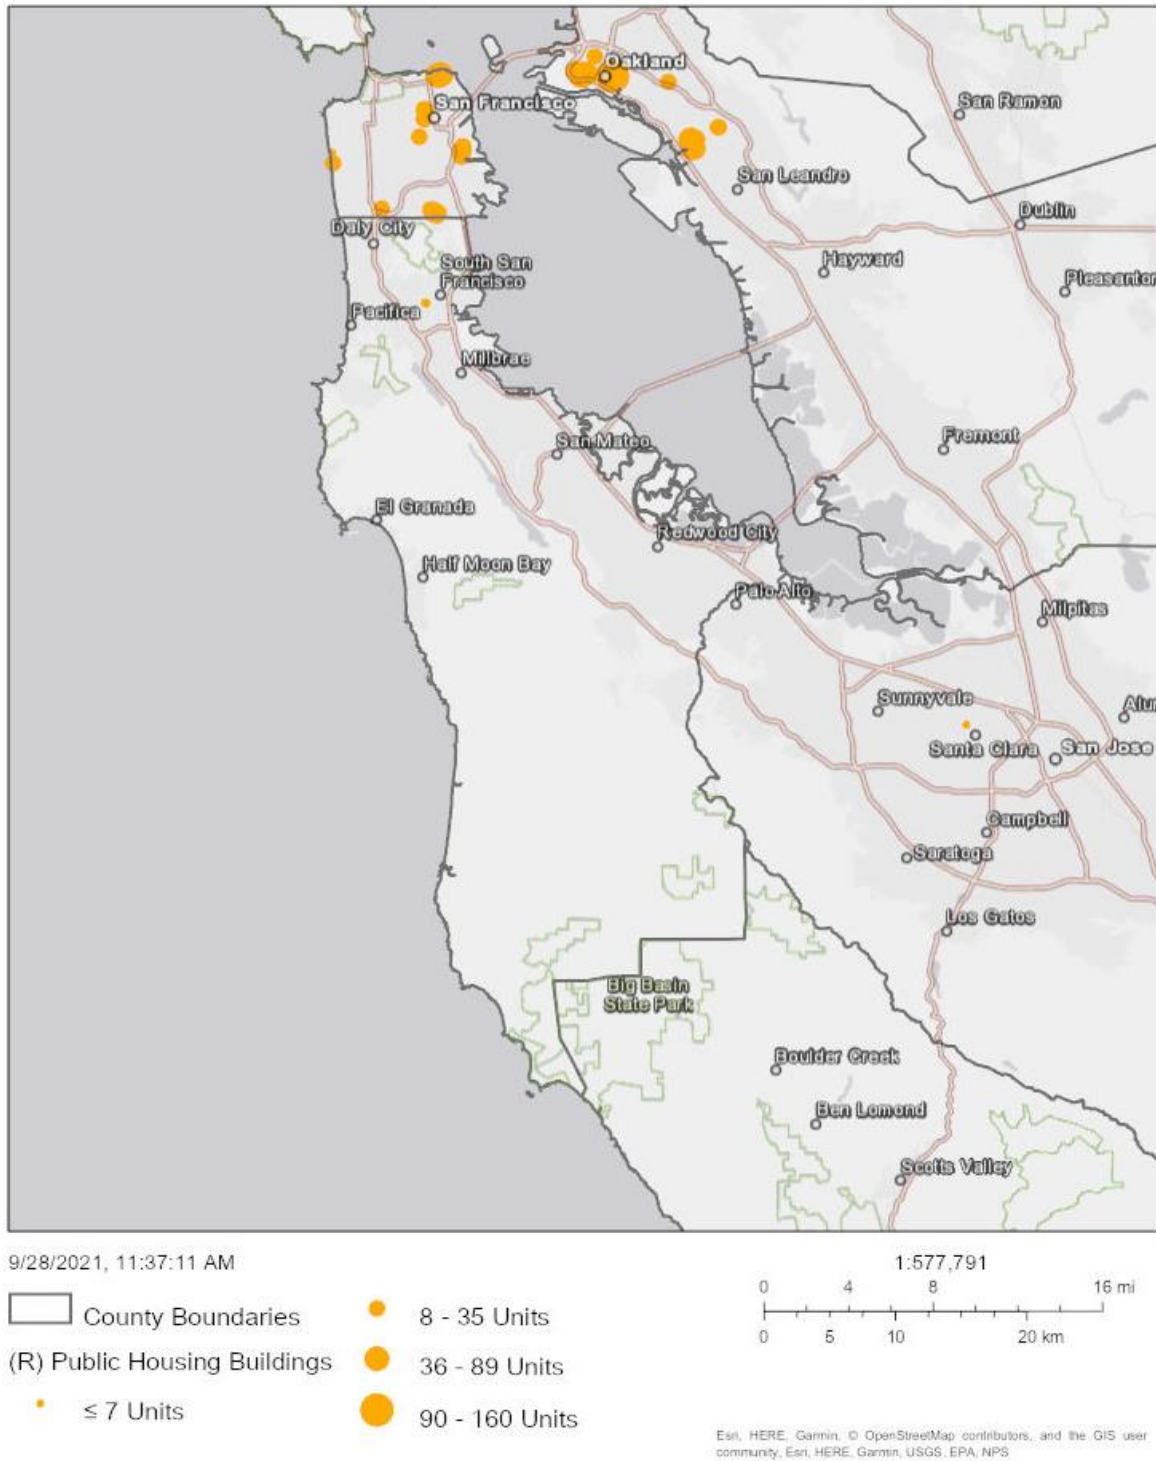 Oakland
San Francisco
San Ramon
San Leandro
Dublin
Daly City
Hayward
South San
Francisco
Pleasanton
Pacifica
Millbrae
San Mateo
Fremont
El Granada
Redwood City
Half Moon Bay
Palo Alto
Milpitas
Sunnyvale
Alum
Santa Clara
San Jose
Campbell
Saratoga
Los Gatos
Big Basin
State Park
Boulder Creek
Ben Lomond
Scotts Valley
9/28/2021, 11:37:11 AM
1:577,791
0 4 8 16 mi
0 5 10 20 km
County Boundaries
(R) Public Housing Buildings
≤ 7 Units
8 - 35 Units
36 - 89 Units
90 - 160 Units
Esri, HERE, Garmin, © OpenStreetMap contributors, and the GIS user
community, Esri, HERE, Garmin, USGS, EPA, NPS